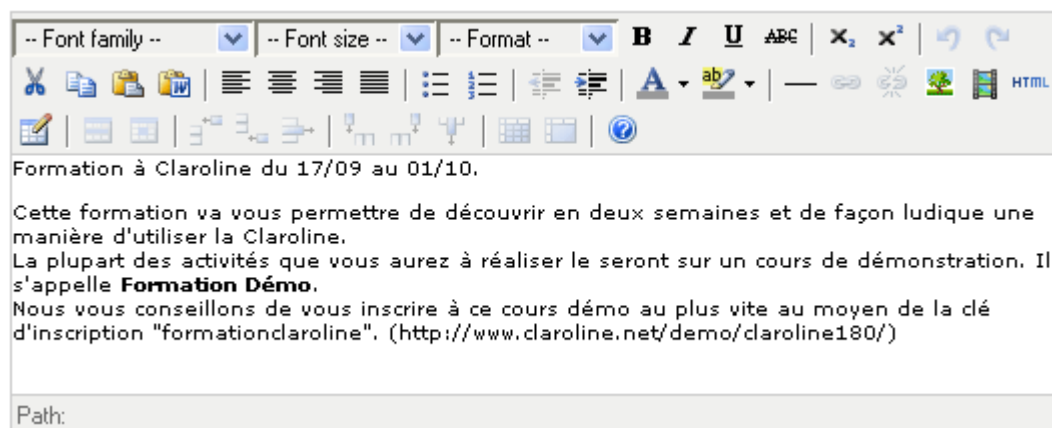 -- Font family -- -- Font size -- -- Format -- B I U ABC x₂ x²
A ab HTML
Formation à Claroline du 17/09 au 01/10.
Cette formation va vous permettre de découvrir en deux semaines et de façon ludique une
manière d'utiliser la Claroline.
La plupart des activités que vous aurez à réaliser le seront sur un cours de démonstration. Il
s'appelle Formation Démo.
Nous vous conseillons de vous inscrire à ce cours démo au plus vite au moyen de la clé
d'inscription "formationclaroline". (http://www.claroline.net/demo/claroline180/)
Path: